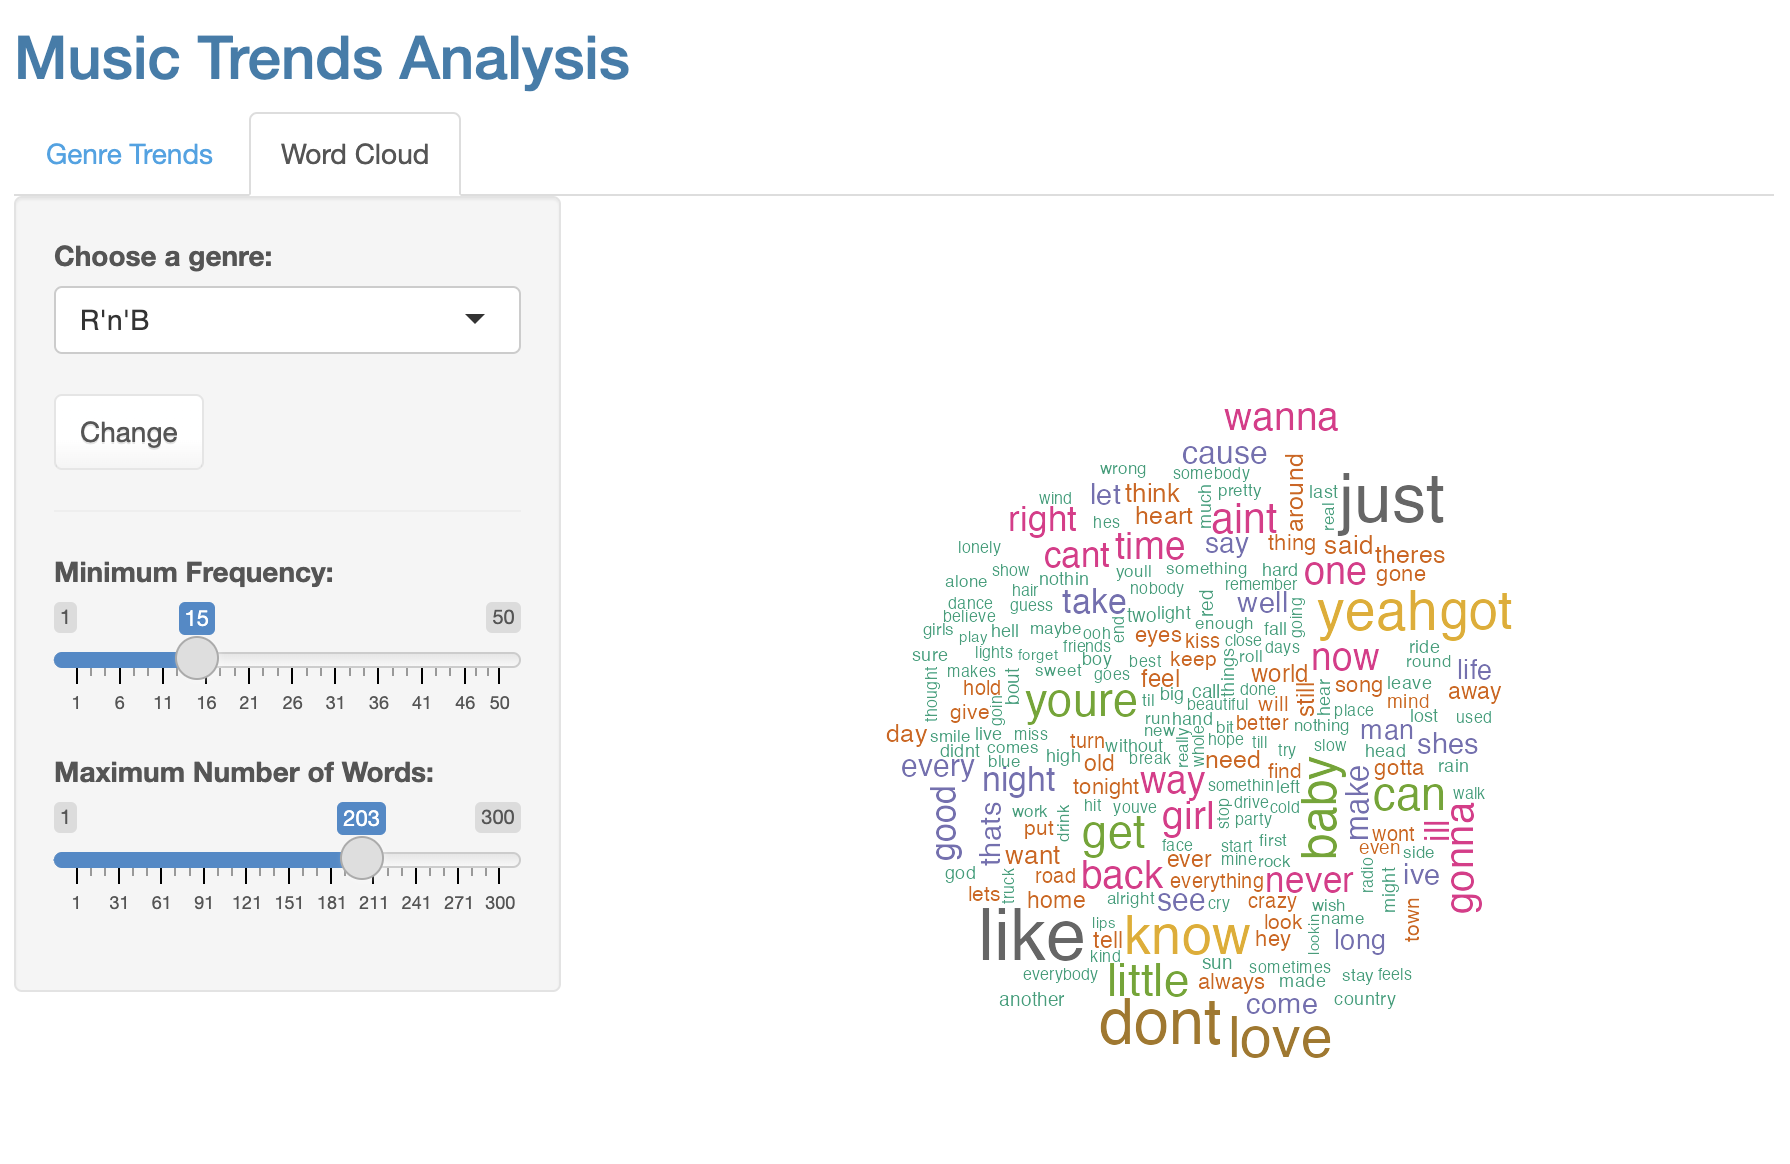 Music Trends Analysis
Genre Trends Word Cloud
Choose a genre:
R'n'B
Change
Minimum Frequency:
1 15 50
1 6 11 16 21 26 31 36 41 46 50
Maximum Number of Words:
1 203 300
1 31 61 91 121 151 181 211 241 271 300
wanna
cause
wrong somebody around
wind let think much pretty last just
right hes heart aint real
lonely cant time say thing said theres
show nothin youll something hard one gone
alone hair nobody remember
dance guess take two light red well going yeah got
believe
girls play hell maybe ooh end eyes kiss enough close fall days
sure lights forget friends boy best keep things roll now ride round
makes sweet goes feel world life
thought hold bout youre til big call done will still hear song leave away
give goin beautiful place mind lost used
day smile live miss run hand bit better nothing man
didnt comes turn without new really whole hope till try slow head shes
every blue high old break need find gotta rain
night tonight way somethin left baby make can walk
good thats work put drink hit youve girl stop drive cold party ill gonna
want get face start first wont even side
god truck road back ever mine rock radio might ive
everything never
lets home alright see cry crazy wish name town
like lips tell know look hey lookin long
kind
everybody little sun sometimes stay feels
another always made country
come
dont love